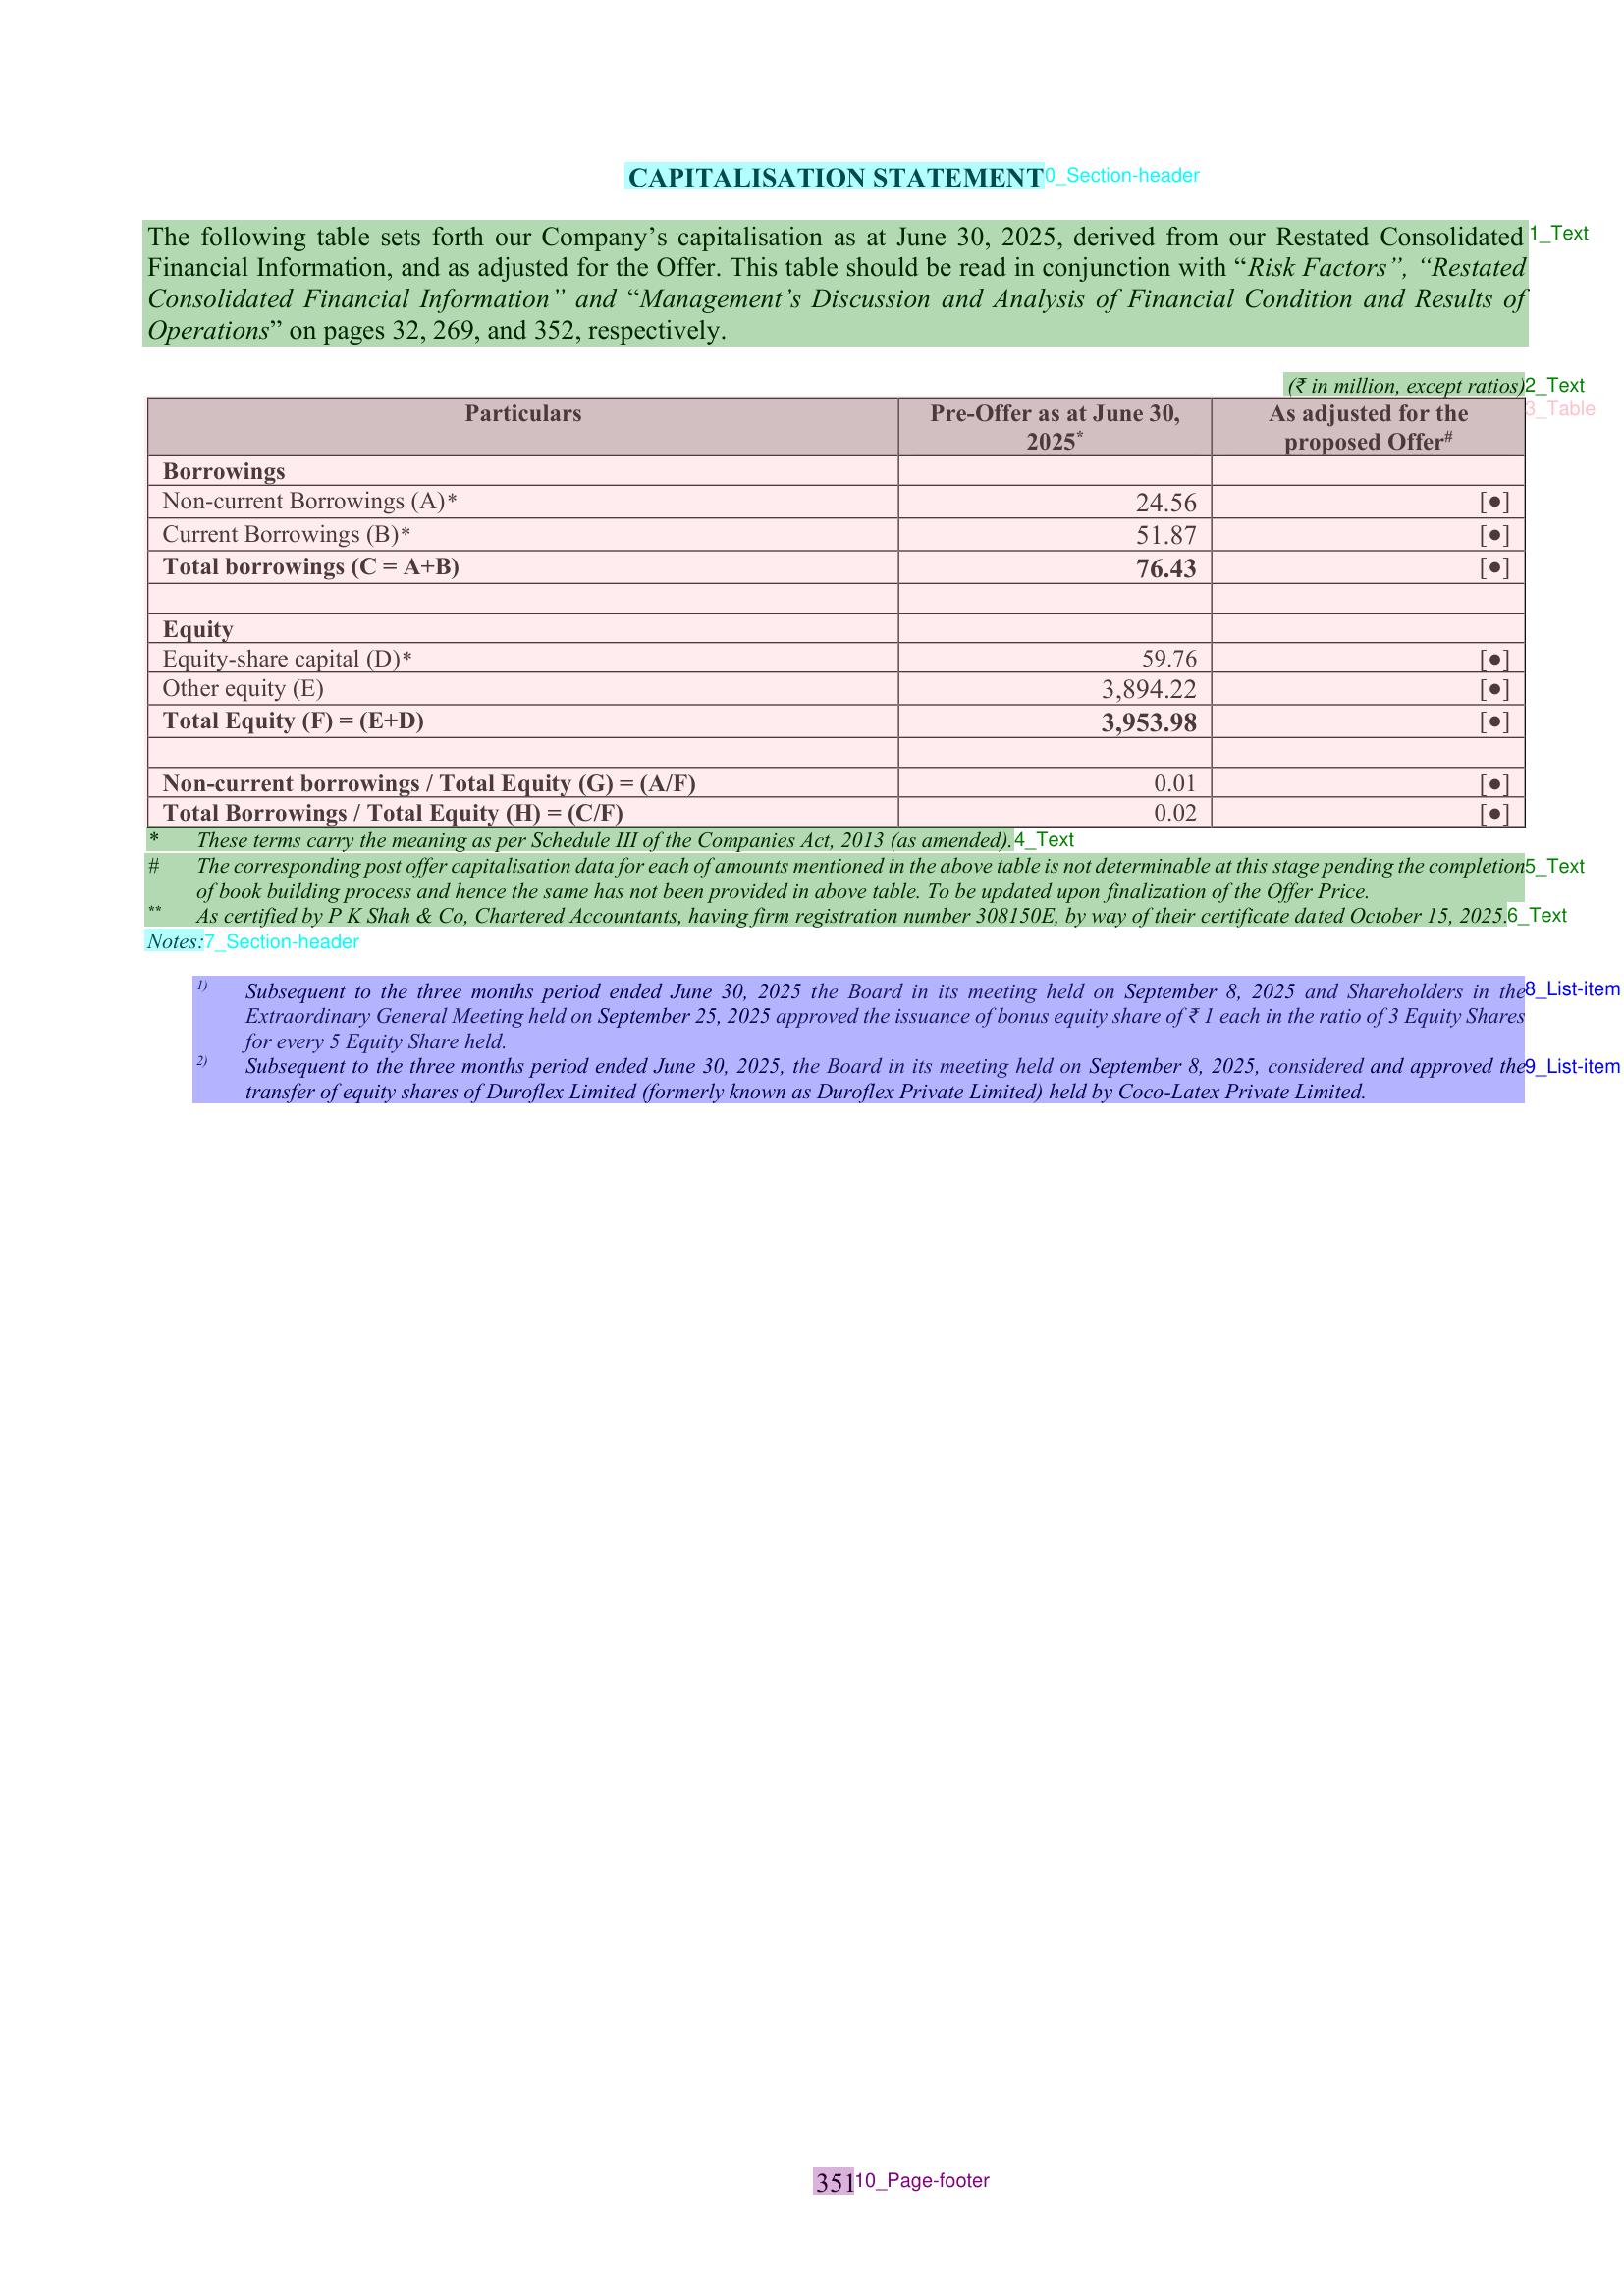 CAPITALISATION STATEMENT 0_Section-header
The following table sets forth our Company’s capitalisation as at June 30, 2025, derived from our Restated Consolidated 1_Text
Financial Information, and as adjusted for the Offer. This table should be read in conjunction with “Risk Factors”, “Restated
Consolidated Financial Information” and “Management’s Discussion and Analysis of Financial Condition and Results of
Operations” on pages 32, 269, and 352, respectively.
(₹ in million, except ratios) 2_Text
3_Table
Particulars Pre-Offer as at June 30, As adjusted for the
2025* proposed Offer#
Borrowings
Non-current Borrowings (A)* 24.56 [●]
Current Borrowings (B)* 51.87 [●]
Total borrowings (C = A+B) 76.43 [●]
Equity
Equity-share capital (D)* 59.76 [●]
Other equity (E) 3,894.22 [●]
Total Equity (F) = (E+D) 3,953.98 [●]
Non-current borrowings / Total Equity (G) = (A/F) 0.01 [●]
Total Borrowings / Total Equity (H) = (C/F) 0.02 [●]
* These terms carry the meaning as per Schedule III of the Companies Act, 2013 (as amended). 4_Text
# The corresponding post offer capitalisation data for each of amounts mentioned in the above table is not determinable at this stage pending the completion 5_Text
of book building process and hence the same has not been provided in above table. To be updated upon finalization of the Offer Price.
** As certified by P K Shah & Co, Chartered Accountants, having firm registration number 308150E, by way of their certificate dated October 15, 2025. 6_Text
Notes: 7_Section-header
1) Subsequent to the three months period ended June 30, 2025 the Board in its meeting held on September 8, 2025 and Shareholders in the 8_List-item
Extraordinary General Meeting held on September 25, 2025 approved the issuance of bonus equity share of ₹ 1 each in the ratio of 3 Equity Shares
for every 5 Equity Share held.
2) Subsequent to the three months period ended June 30, 2025, the Board in its meeting held on September 8, 2025, considered and approved the 9_List-item
transfer of equity shares of Duroflex Limited (formerly known as Duroflex Private Limited) held by Coco-Latex Private Limited.
351 10_Page-footer